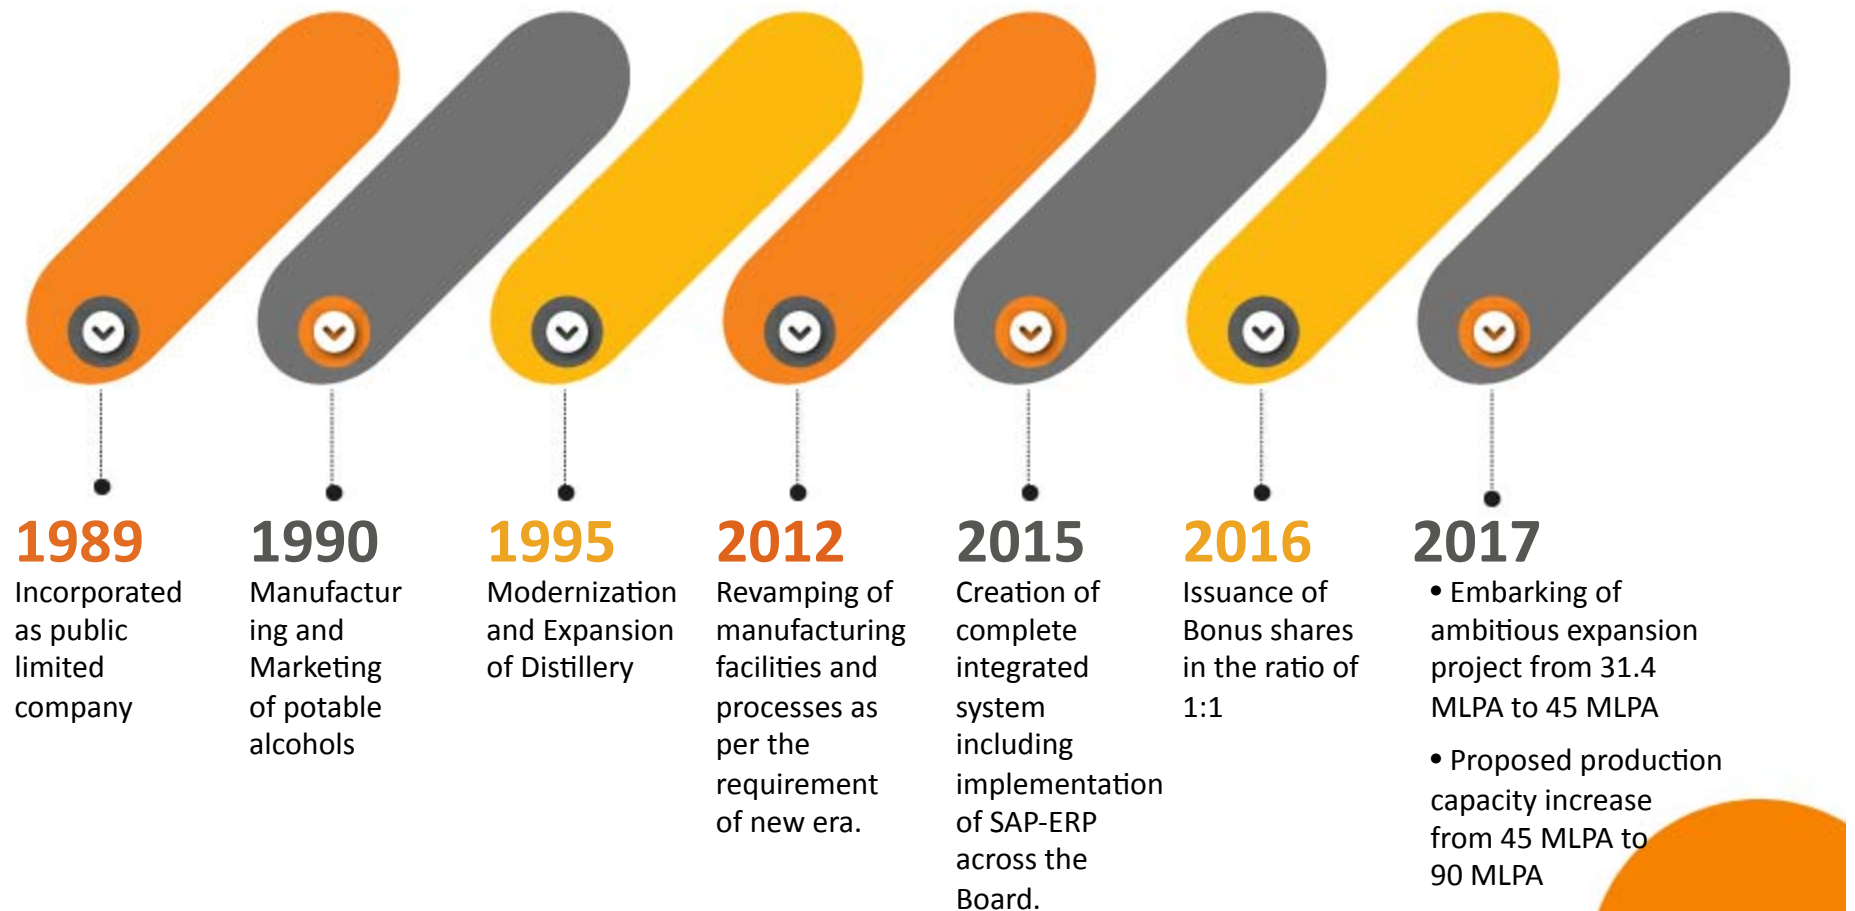 1989
Incorporated
as public
limited
company
1990
Manufactur
ing and
Marketing
of potable
alcohols
1995
Modernization
and Expansion
of Distillery
2012
Revamping of
manufacturing
facilities and
processes as
per the
requirement
of new era.
2015
Creation of
complete
integrated
system
including
implementation
of SAP-ERP
across the
Board.
2016
Issuance of
Bonus shares
in the ratio of
1:1
2017
• Embarking of
ambitious expansion
project from 31.4
MLPA to 45 MLPA
• Proposed production
capacity increase
from 45 MLPA to
90 MLPA